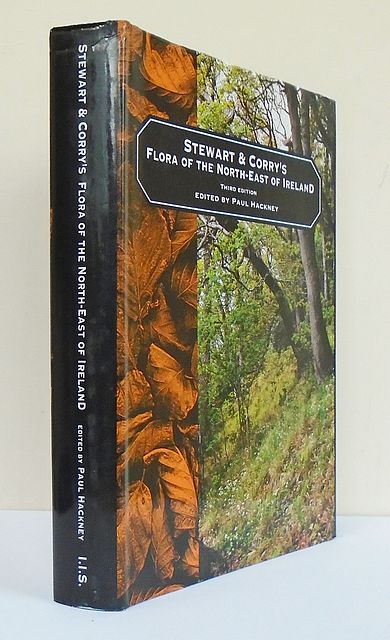 STEWART & CORRY'S FLORA OF THE NORTH-EAST OF IRELAND EDITED BY PAUL HACKNEY I.I.S.
STEWART & CORRY'S
FLORA OF THE NORTH-EAST OF IRELAND
THIRD EDITION
EDITED BY PAUL HACKNEY